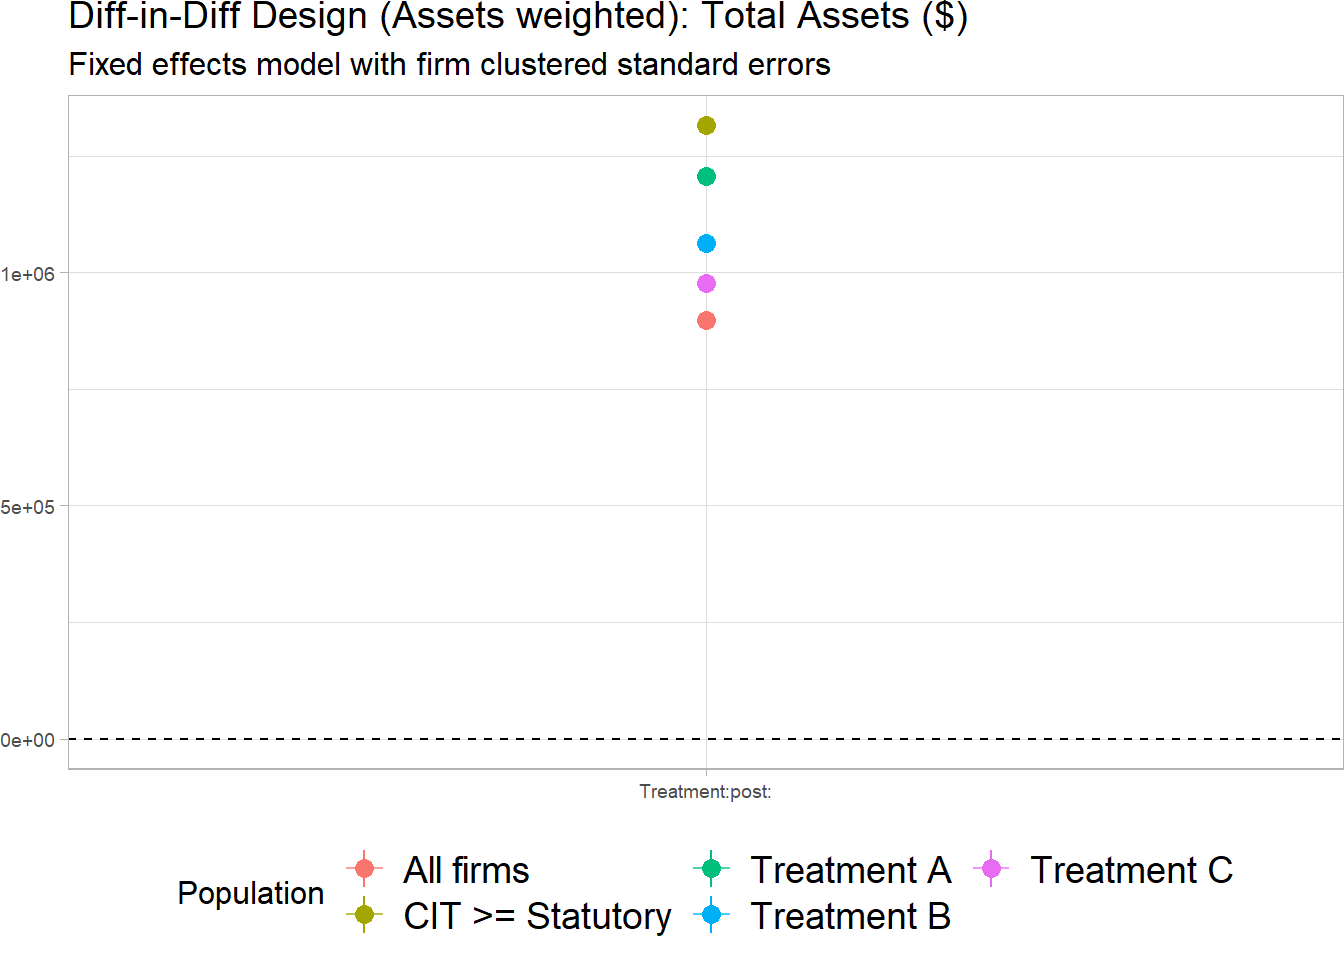 Diff-in-Diff Design (Assets weighted): Total Assets ($)
Fixed effects model with firm clustered standard errors
1e+06
5e+05
0e+00
Treatment:post:
Population
All firms
CIT >= Statutory
Treatment A
Treatment B
Treatment C